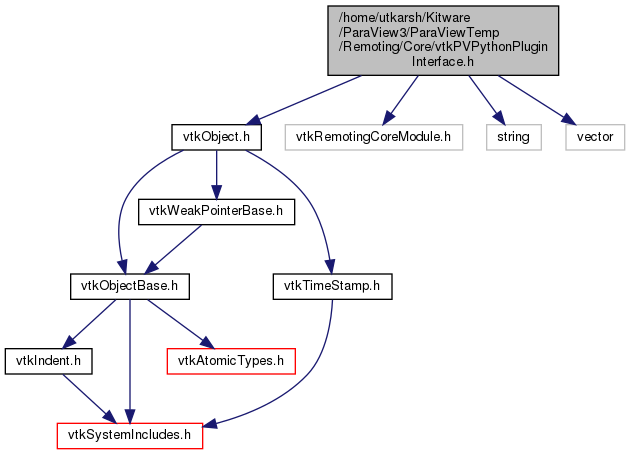 /home/utkarsh/Kitware
/ParaView3/ParaViewTemp
/Remoting/Core/vtkPVPythonPlugin
Interface.h
vtkObject.h
vtkRemotingCoreModule.h
string
vector
vtkWeakPointerBase.h
vtkObjectBase.h
vtkTimeStamp.h
vtkIndent.h
vtkAtomicTypes.h
vtkSystemIncludes.h